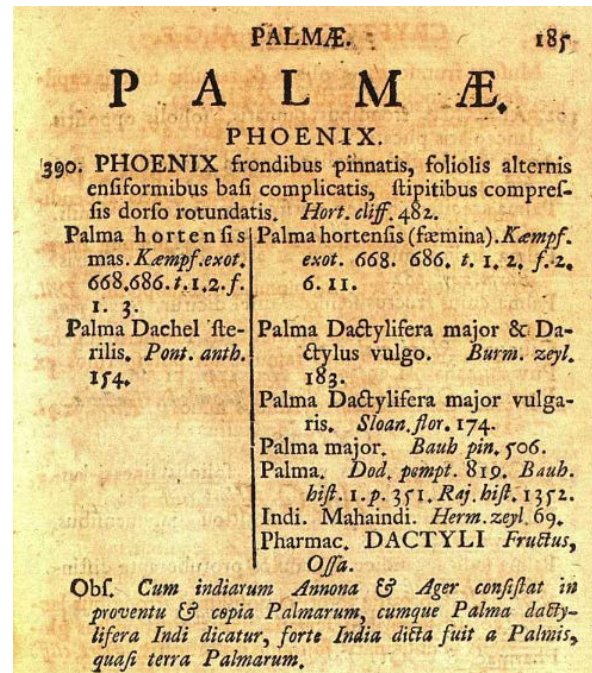 PALMÆ. 185
PALMÆ.
PHOENIX.
390. PHOENIX frondibus pinnatis, foliolis alternis
enſiformibus baſi complicatis, ſtipitibus compreſ-
ſis dorſo rotundatis. Hort. cliff. 482.
Palma hortenſis
mas. Kæmpf. exot.
668. 686. t. 1. 2. f.
1. 3.
Palma Dachel ſte-
rilis. Pont. anth.
154.
Palma hortenſis (fæmina). Kæmpf.
exot. 668. 686. t. 1. 2. f. 2.
6. 11.
Palma Dactylifera major & Da-
ctylus vulgo. Burm. zeyl.
183.
Palma Dactylifera major vulga-
ris. Sloan. flor. 174.
Palma major. Bauh pin. 506.
Palma. Dod. pempt. 819. Bauh.
hiſt. 1. p. 351. Raj. hiſt. 1352.
Indi. Mahaindi. Herm. zeyl 69.
Pharmac. DACTYLI Fructus,
Oſſa.
Obſ. Cum indiarum Annona & Ager conſiſtat in
proventu & copia Palmarum, cumque Palma dacty-
lifera Indi dicatur, forte India dicta fuit a Palmis,
quaſi terra Palmarum.